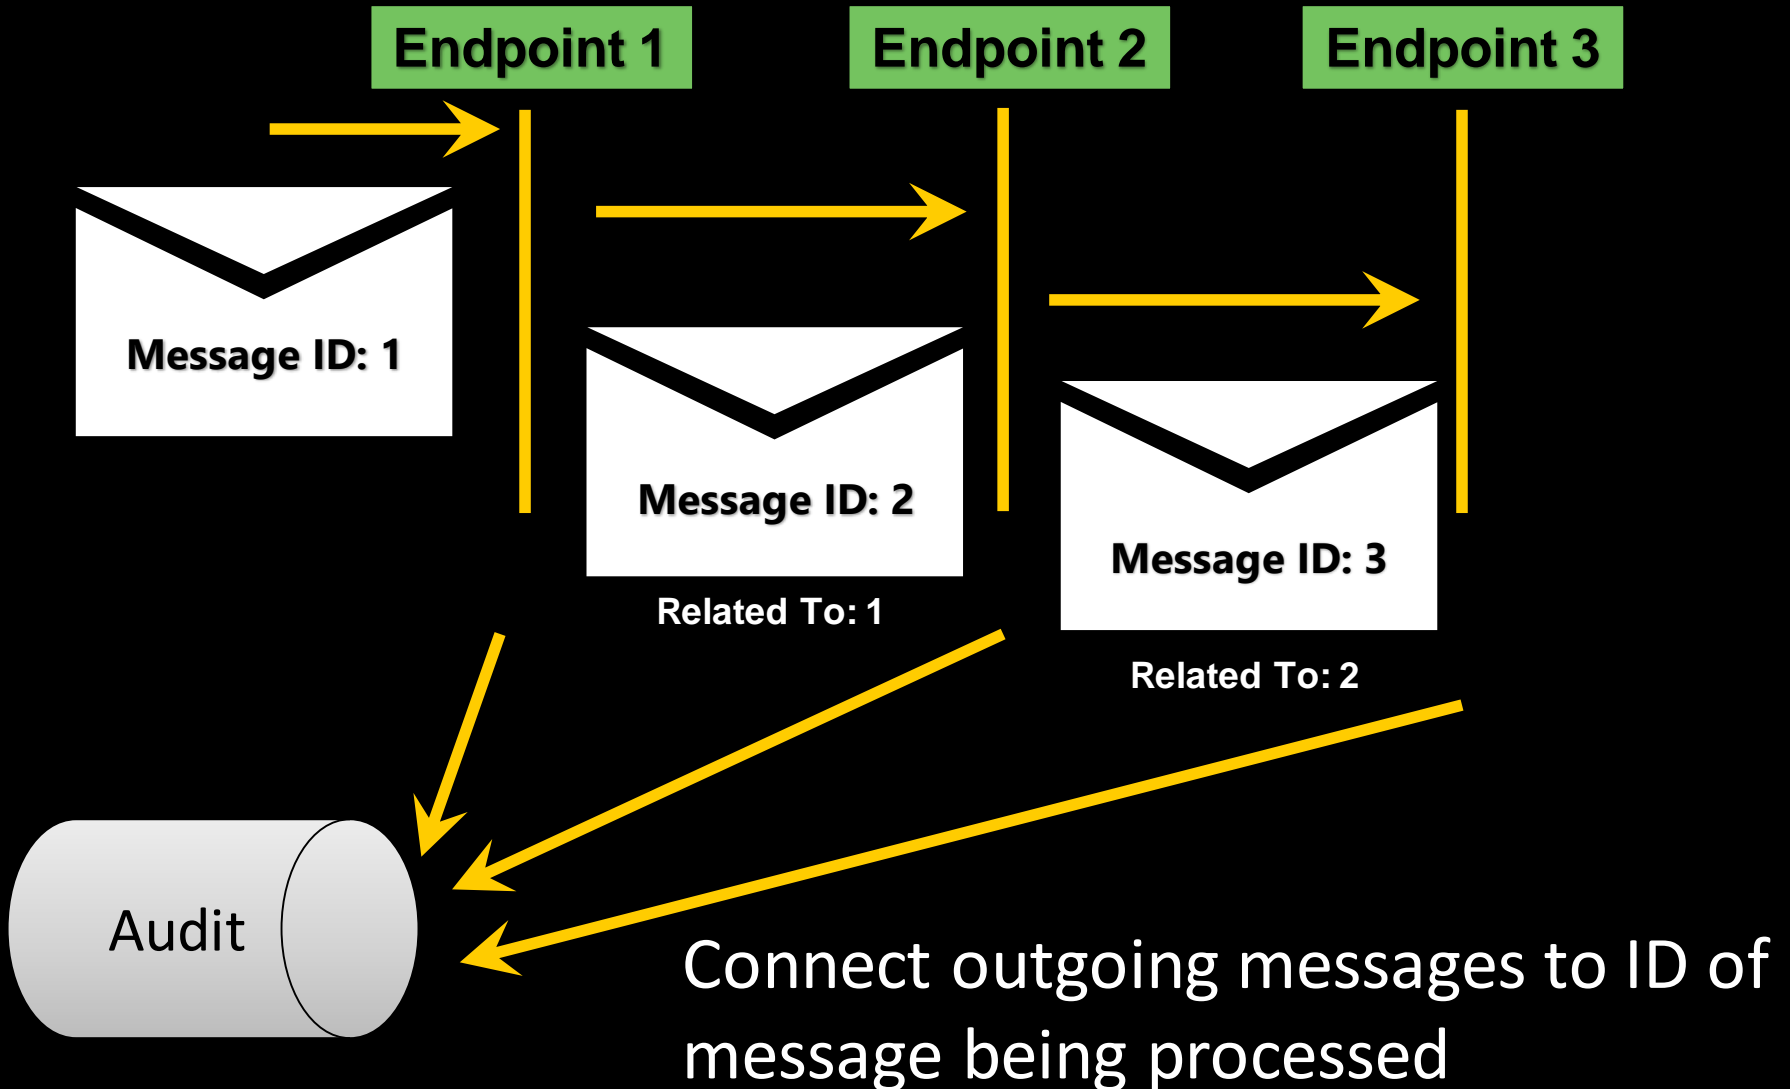 Endpoint 1
Endpoint 2
Endpoint 3
Message ID: 1
Message ID: 2
Related To: 1
Message ID: 3
Related To: 2
Audit
Connect outgoing messages to ID of
message being processed